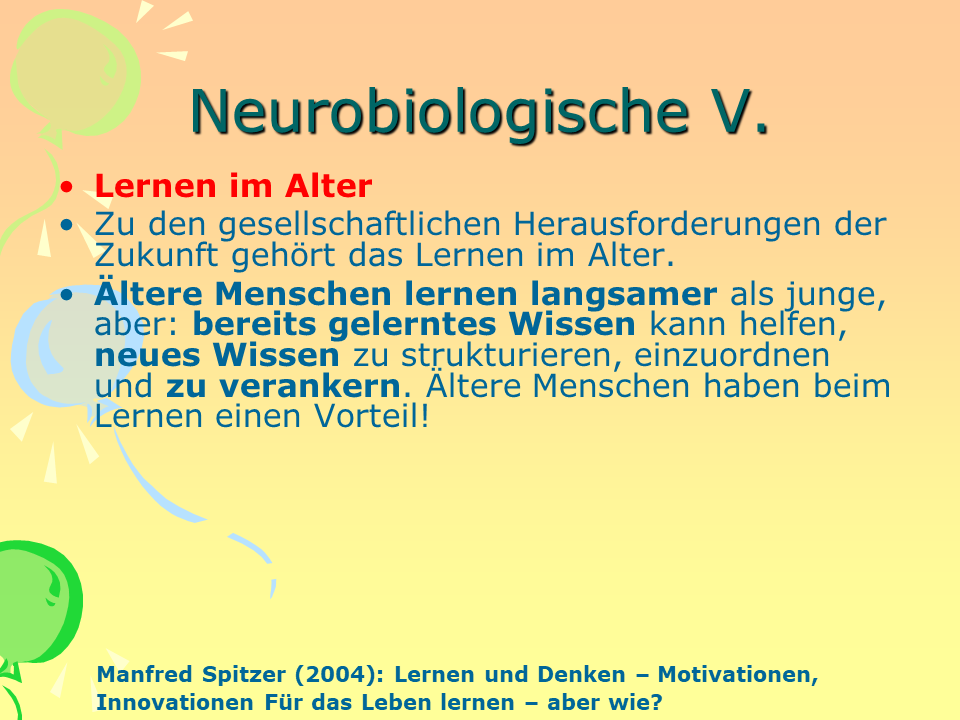 Neurobiologische V.
• Lernen im Alter
• Zu den gesellschaftlichen Herausforderungen der
Zukunft gehört das Lernen im Alter.
• Ältere Menschen lernen langsamer als junge,
aber: bereits gelerntes Wissen kann helfen,
neues Wissen zu strukturieren, einzuordnen
und zu verankern. Ältere Menschen haben beim
Lernen einen Vorteil!
Manfred Spitzer (2004): Lernen und Denken – Motivationen,
Innovationen Für das Leben lernen – aber wie?